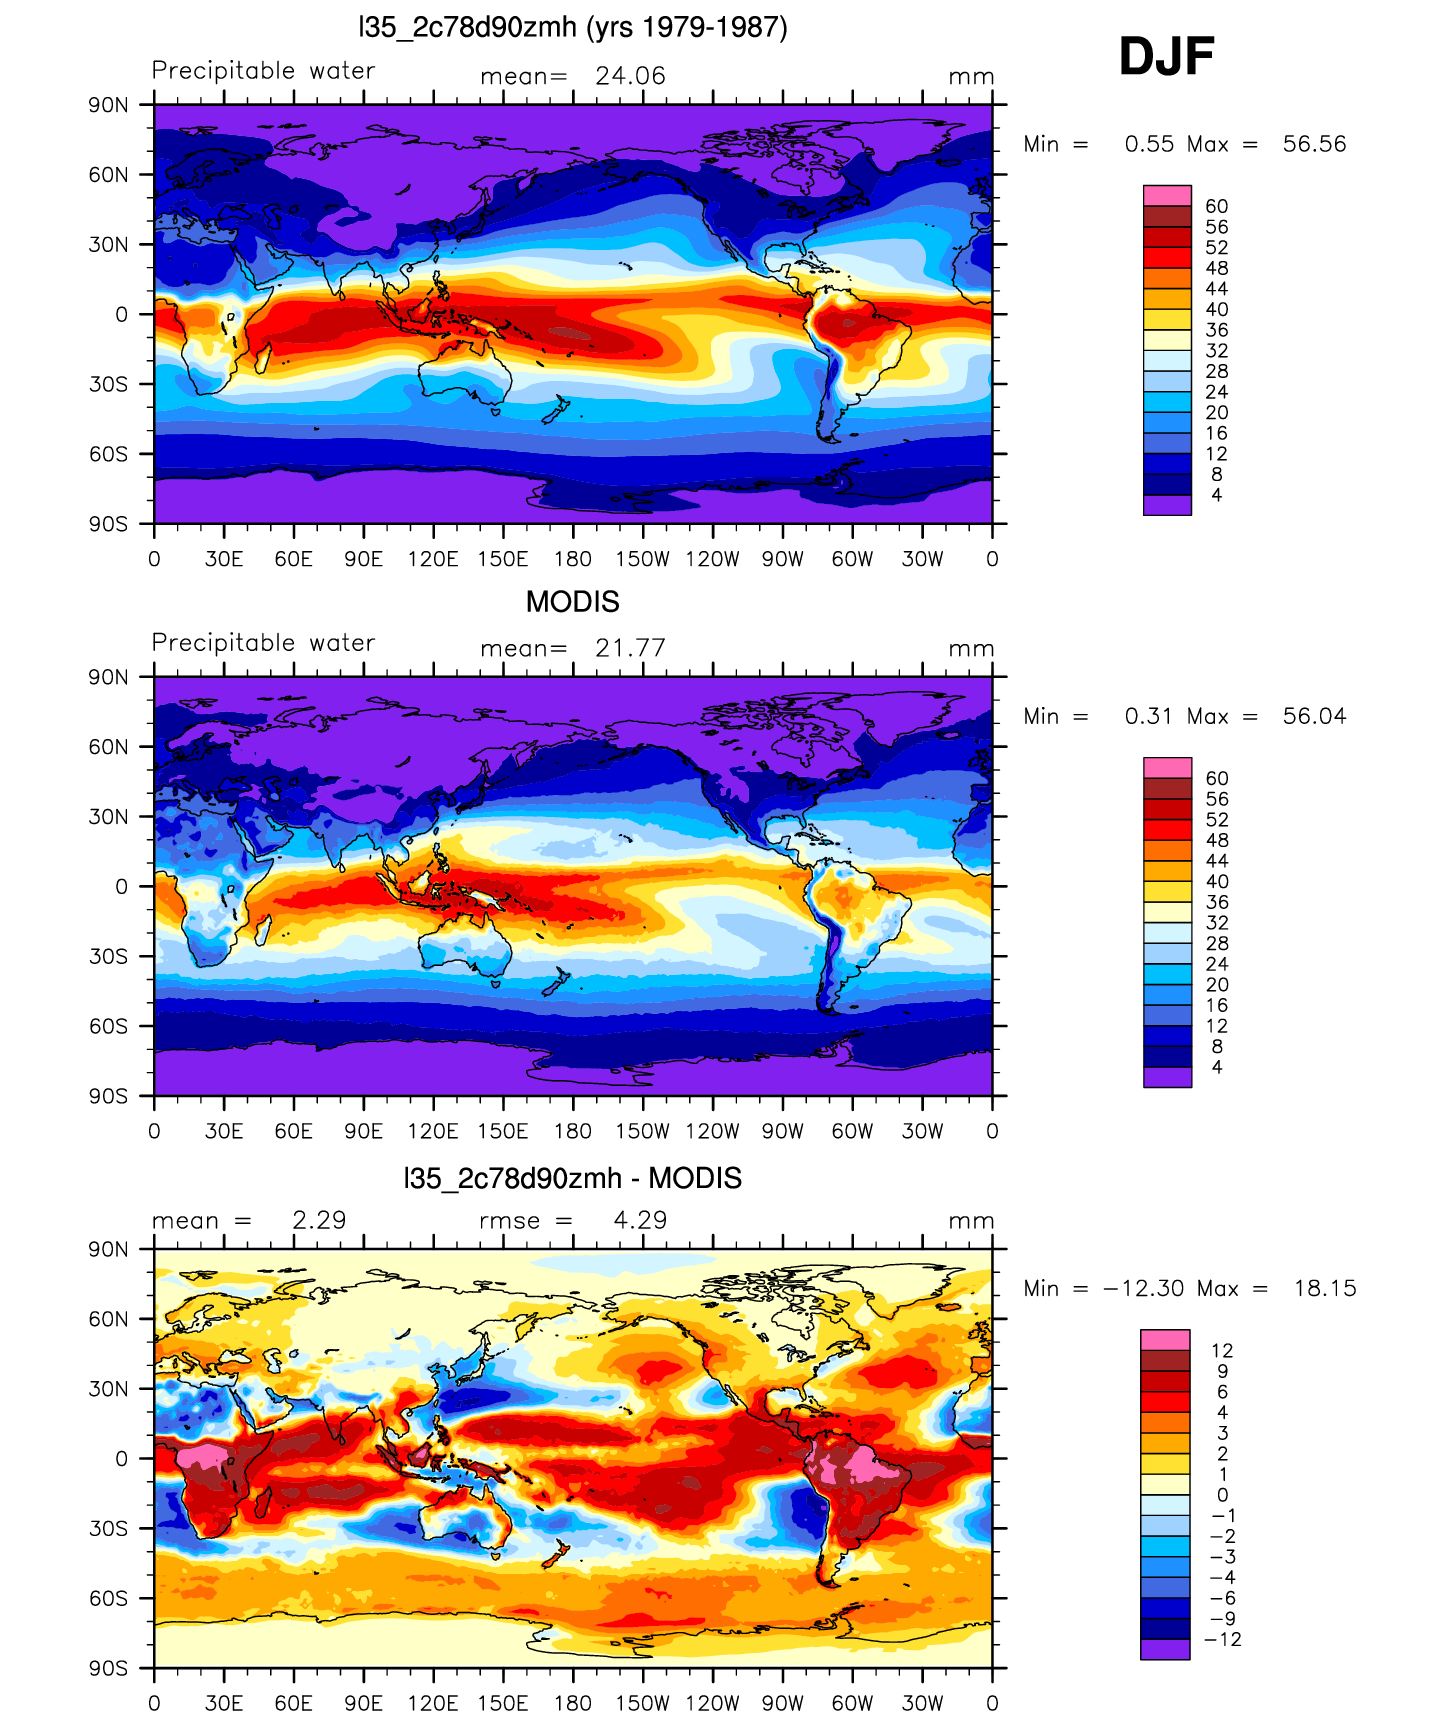 l35_2c78d90zmh (yrs 1979-1987)
DJF
Precipitable water mean= 24.06 mm
Min = 0.55 Max = 56.56
90N
60N
30N
0
30S
60S
90S
0 30E 60E 90E 120E 150E 180 150W 120W 90W 60W 30W 0
60
56
52
48
44
40
36
32
28
24
20
16
12
8
4
MODIS
Precipitable water mean= 21.77 mm
Min = 0.31 Max = 56.04
90N
60N
30N
0
30S
60S
90S
0 30E 60E 90E 120E 150E 180 150W 120W 90W 60W 30W 0
60
56
52
48
44
40
36
32
28
24
20
16
12
8
4
l35_2c78d90zmh - MODIS
mean = 2.29 rmse = 4.29 mm
Min = -12.30 Max = 18.15
90N
60N
30N
0
30S
60S
90S
0 30E 60E 90E 120E 150E 180 150W 120W 90W 60W 30W 0
12
9
6
4
3
2
1
0
-1
-2
-3
-4
-6
-9
-12